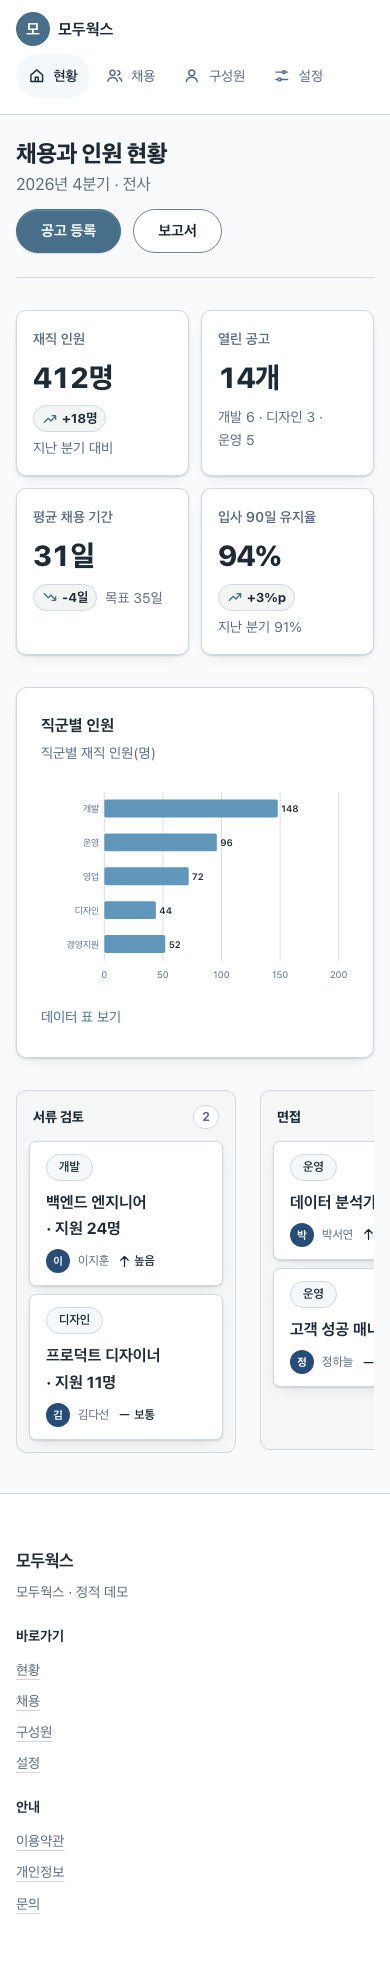 모 모두웍스
현황 채용 구성원 설정
채용과 인원 현황
2026년 4분기 · 전사
공고 등록 보고서
재직 인원
412명
+18명
지난 분기 대비
열린 공고
14개
개발 6 · 디자인 3 ·
운영 5
평균 채용 기간
31일
-4일 목표 35일
입사 90일 유지율
94%
+3%p
지난 분기 91%
직군별 인원
직군별 재직 인원(명)
개발 148
운영 96
영업 72
디자인 44
경영지원 52
0 50 100 150 200
데이터 표 보기
서류 검토 2
개발
백엔드 엔지니어
· 지원 24명
이 이지훈 높음
디자인
프로덕트 디자이너
· 지원 11명
김 김다선 보통
면접
운영
데이터 분석가
박 박서연
운영
고객 성공 매니
정 정하늘
모두웍스
모두웍스 · 정적 데모
바로가기
현황
채용
구성원
설정
안내
이용약관
개인정보
문의